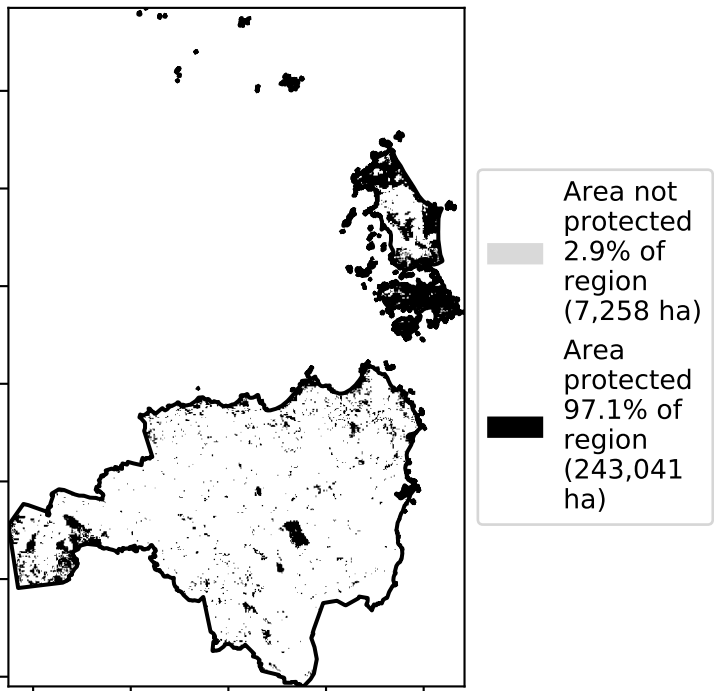 Area not
protected
2.9% of
region
(7,258 ha)
Area
protected
97.1% of
region
(243,041
ha)